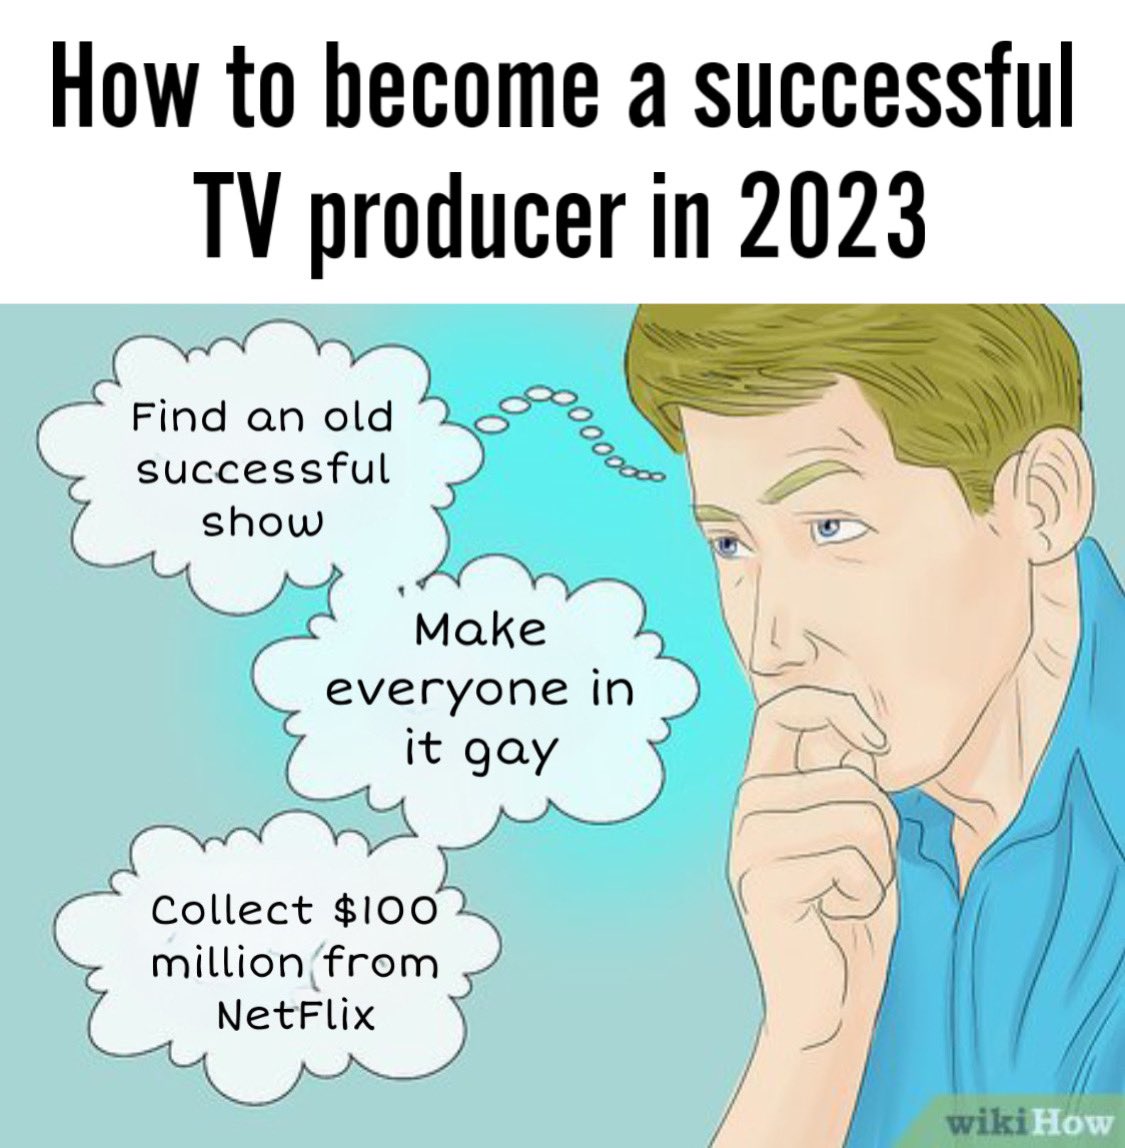 How to become a successful
TV producer in 2023
Find an old
successful
show
Make
everyone in
it gay
Collect $100
million from
NetFlix
wikiHow